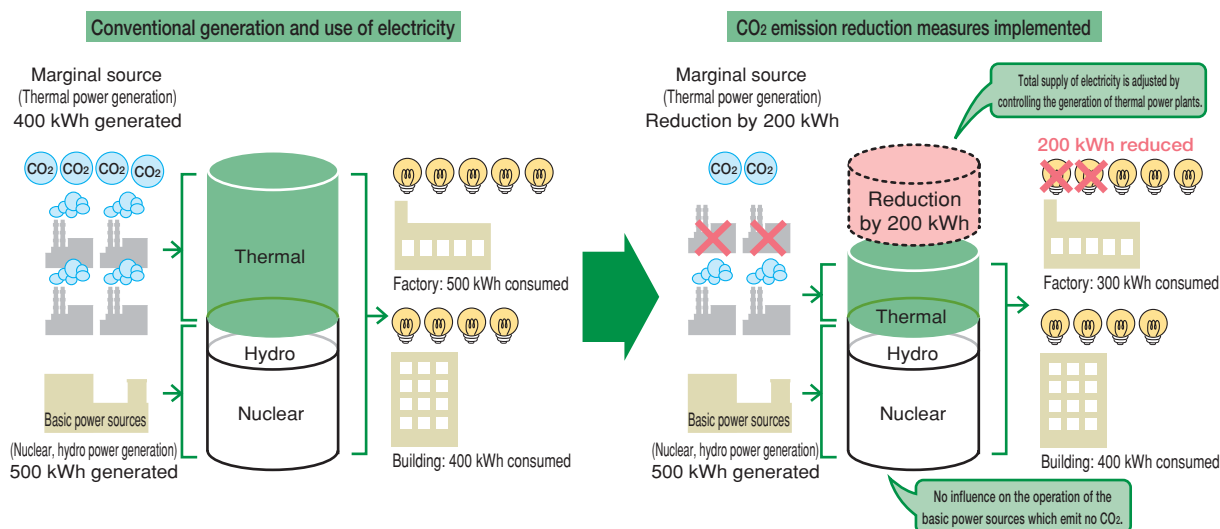 Conventional generation and use of electricity
Marginal source
(Thermal power generation)
400 kWh generated
CO2 CO2 CO2 CO2
Thermal
Hydro
Nuclear
Basic power sources
(Nuclear, hydro power generation)
500 kWh generated
Factory: 500 kWh consumed
Building: 400 kWh consumed
CO2 emission reduction measures implemented
Marginal source
(Thermal power generation)
Reduction by 200 kWh
Total supply of electricity is adjusted by
controlling the generation of thermal power plants.
CO2 CO2
200 kWh reduced
Reduction
by 200 kWh
Thermal
Hydro
Nuclear
Basic power sources
(Nuclear, hydro power generation)
500 kWh generated
Factory: 300 kWh consumed
Building: 400 kWh consumed
No influence on the operation of the
basic power sources which emit no CO2.